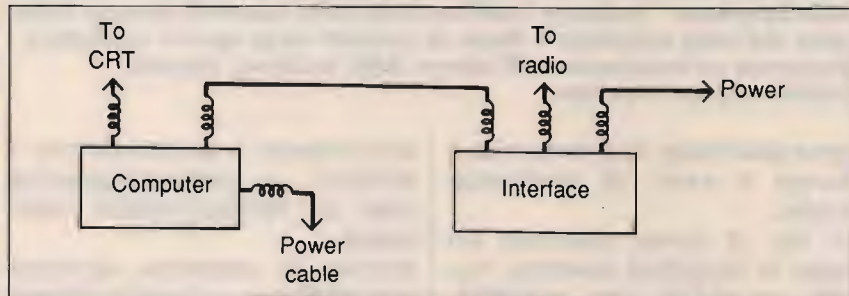 To
CRT
To
radio
Power
Computer
Interface
Power
cable